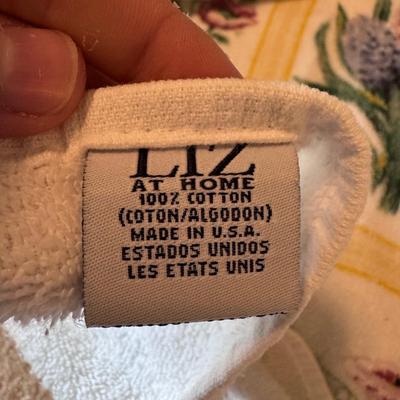 LIZ
AT HOME
100% COTTON
(COTON/ALGODON)
MADE IN U.S.A.
ESTADOS UNIDOS
LES ETATS UNIS